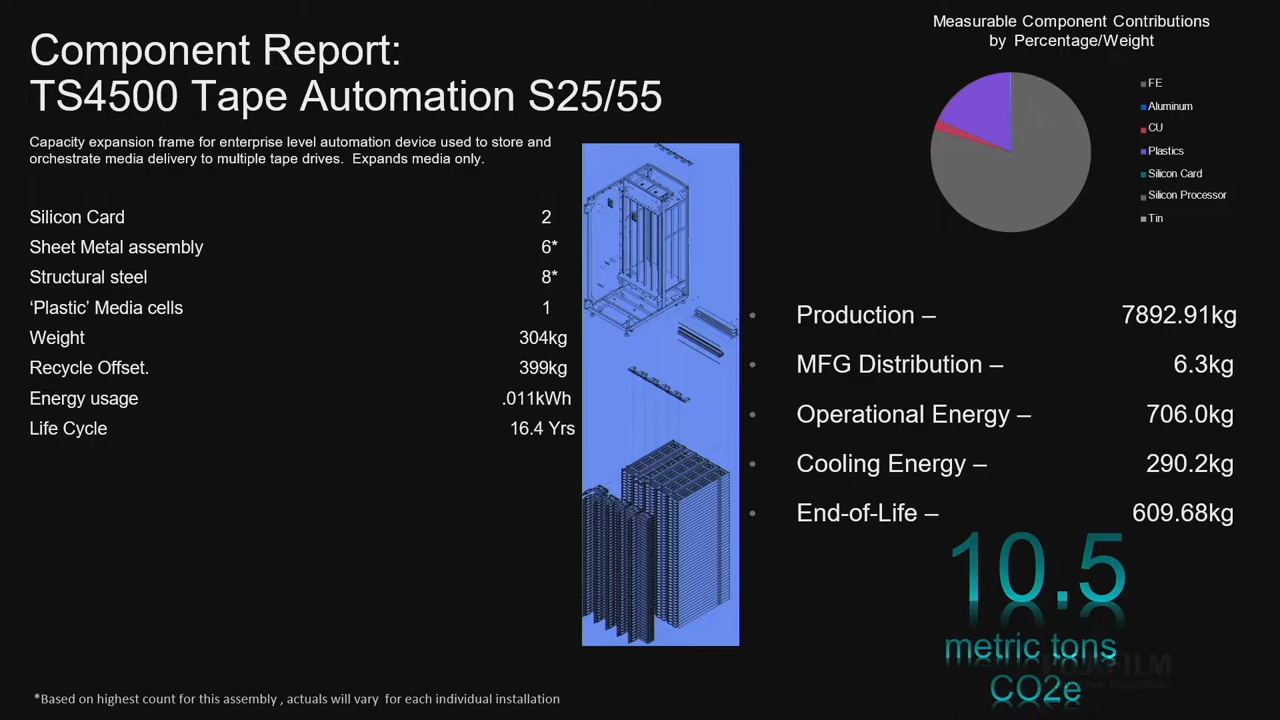 Component Report:
TS4500 Tape Automation S25/55
Capacity expansion frame for enterprise level automation device used to store and
orchestrate media delivery to multiple tape drives. Expands media only.
Silicon Card 2
Sheet Metal assembly 6*
Structural steel 8*
‘Plastic’ Media cells 1
Weight 304kg
Recycle Offset. 399kg
Energy usage .011kWh
Life Cycle 16.4 Yrs
*Based on highest count for this assembly , actuals will vary for each individual installation
Measurable Component Contributions
by Percentage/Weight
FE
Aluminum
CU
Plastics
Silicon Card
Silicon Processor
Tin
• Production – 7892.91kg
• MFG Distribution – 6.3kg
• Operational Energy – 706.0kg
• Cooling Energy – 290.2kg
• End-of-Life – 609.68kg
10.5
metric tons
CO2e
FUJIFILM